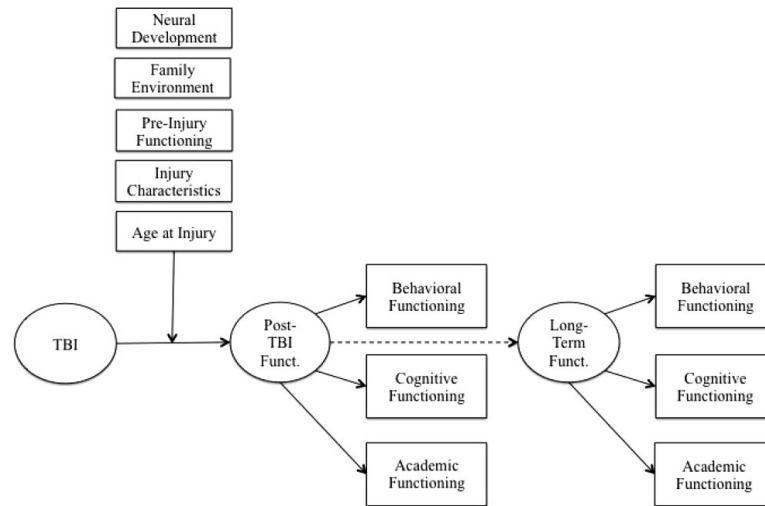 Neural
Development
Family
Environment
Pre-Injury
Functioning
Injury
Characteristics
Age at Injury
TBI
Post-
TBI
Funct.
Behavioral
Functioning
Cognitive
Functioning
Academic
Functioning
Long-
Term
Funct.
Behavioral
Functioning
Cognitive
Functioning
Academic
Functioning